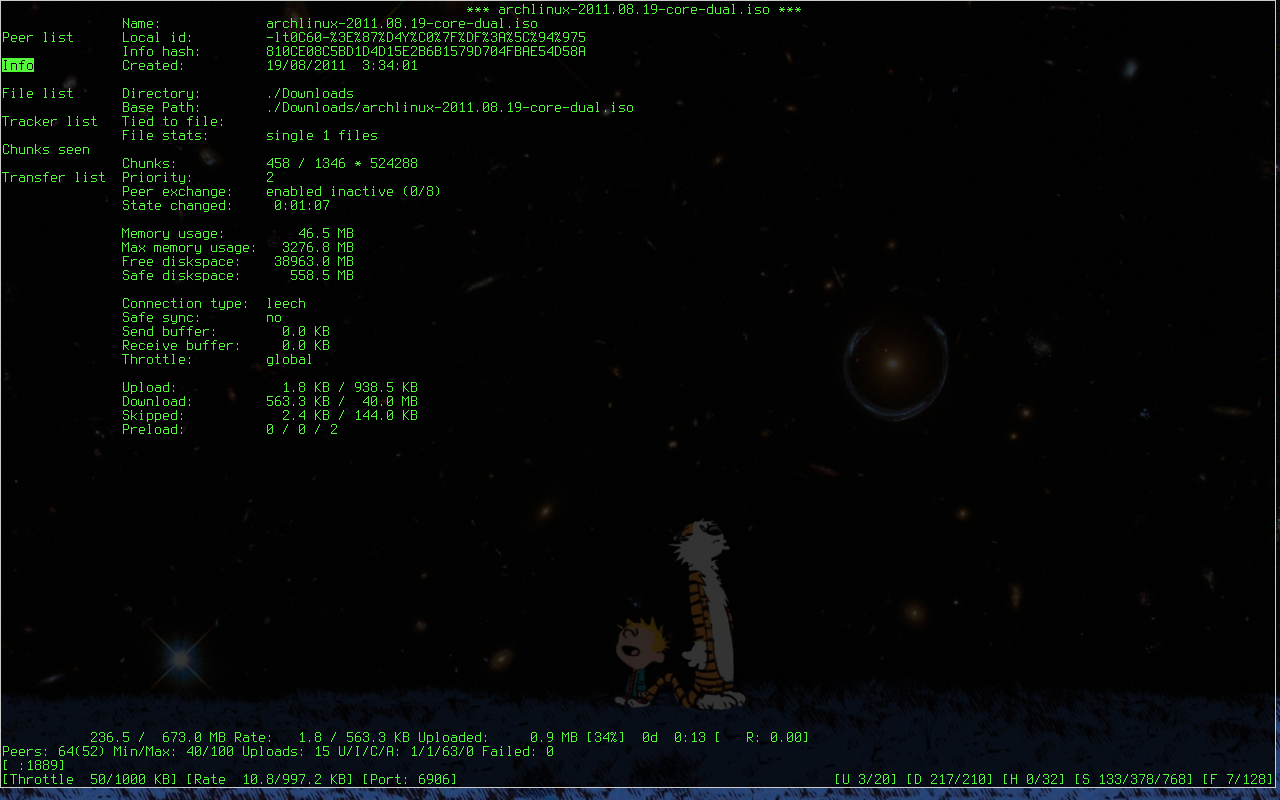 *** archlinux-2011.08.19-core-dual.iso ***
Name: archlinux-2011.08.19-core-dual.iso
Peer list Local id: -lt0C60-%3E%87%D4Y%C0%7F%DF%3A%5C%94%975
Info hash: 810CE08C5BD1D4D15E2B6B1579D704FBAE54D58A
Info Created: 19/08/2011 3:34:01
File list Directory: ./Downloads
Base Path: ./Downloads/archlinux-2011.08.19-core-dual.iso
Tracker list Tied to file:
File stats: single 1 files
Chunks seen
Chunks: 458 / 1346 * 524288
Transfer list Priority: 2
Peer exchange: enabled inactive (0/8)
State changed: 0:01:07
Memory usage: 46.5 MB
Max memory usage: 3276.8 MB
Free diskspace: 38963.0 MB
Safe diskspace: 558.5 MB
Connection type: leech
Safe sync: no
Send buffer: 0.0 KB
Receive buffer: 0.0 KB
Throttle: global
Upload: 1.8 KB / 938.5 KB
Download: 563.3 KB / 40.0 MB
Skipped: 2.4 KB / 144.0 KB
Preload: 0 / 0 / 2
236.5 / 673.0 MB Rate: 1.8 / 563.3 KB Uploaded: 0.9 MB [34%] 0d 0:13 [ R: 0.00]
Peers: 64(52) Min/Max: 40/100 Uploads: 15 U/I/C/A: 1/1/63/0 Failed: 0
[ :1889]
[Throttle 50/1000 KB] [Rate 10.8/997.2 KB] [Port: 6906] [U 3/20] [D 217/210] [H 0/32] [S 133/378/768] [F 7/128]